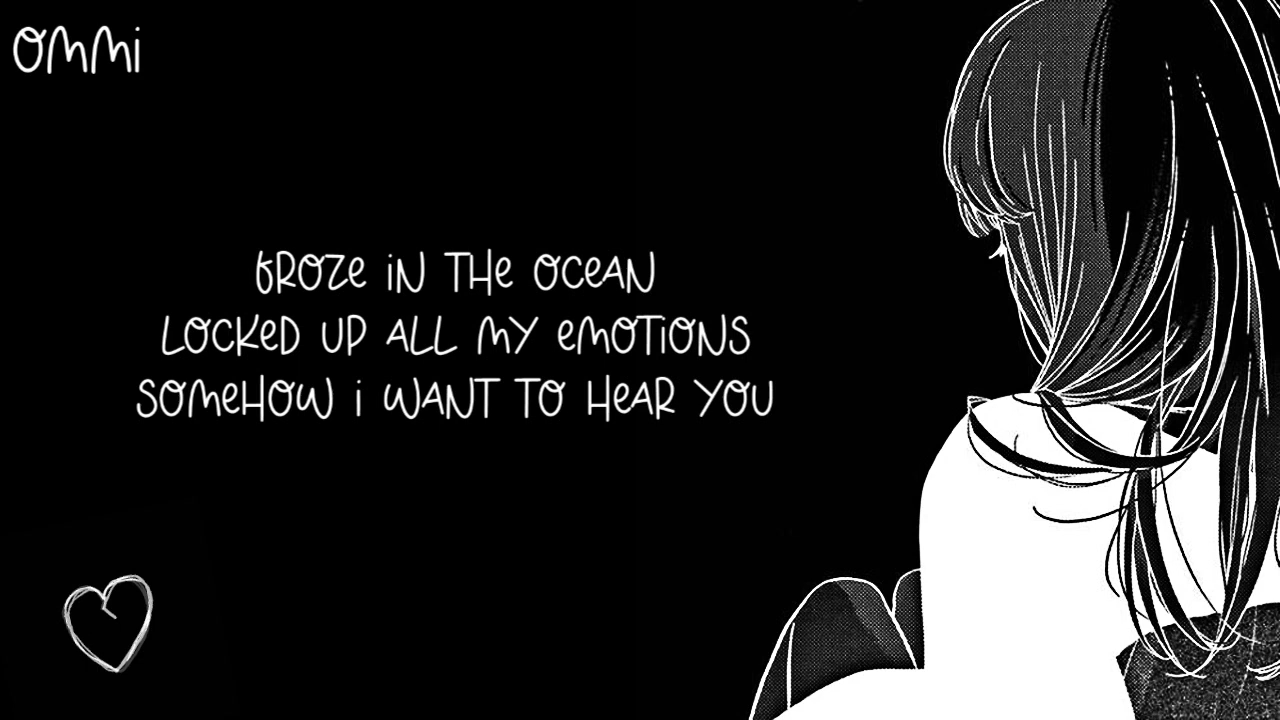 OMMi
fROZe iN THe OCeAN
LOCKeD UP ALL MY eMOTiONS
SOMeHOW i WANT TO HeAR YOU